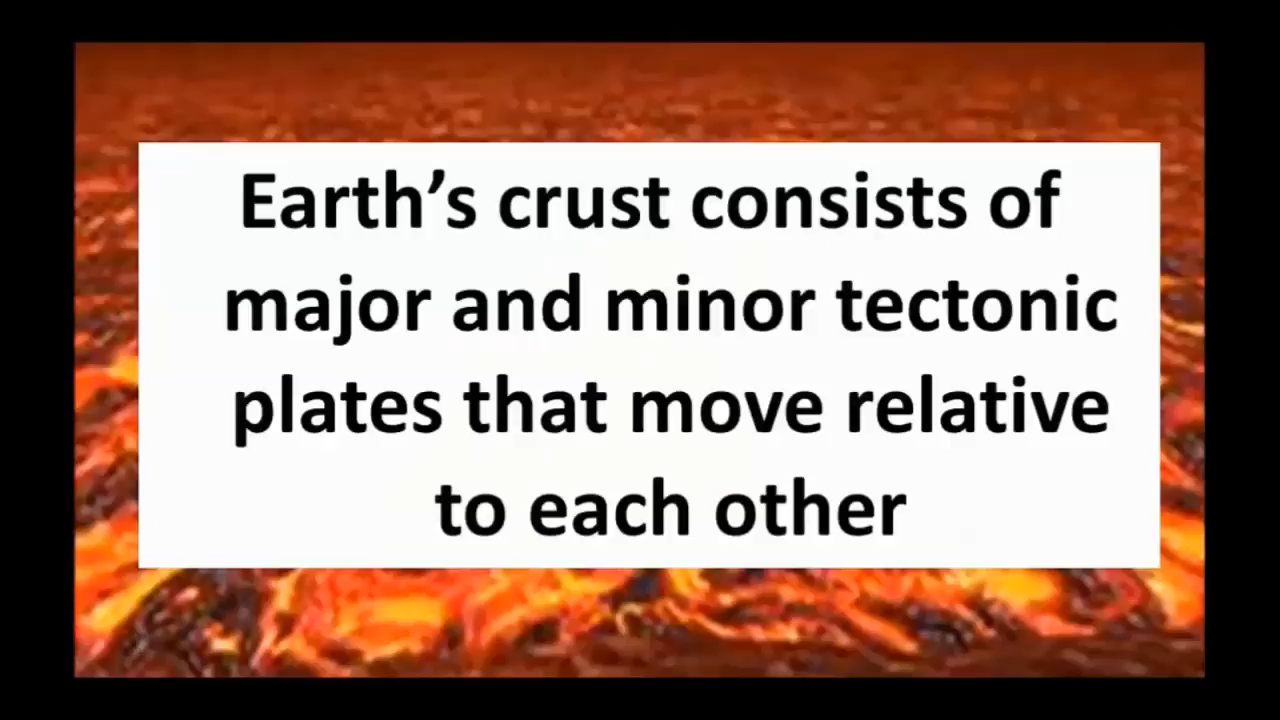 Earth’s crust consists of
major and minor tectonic
plates that move relative
to each other